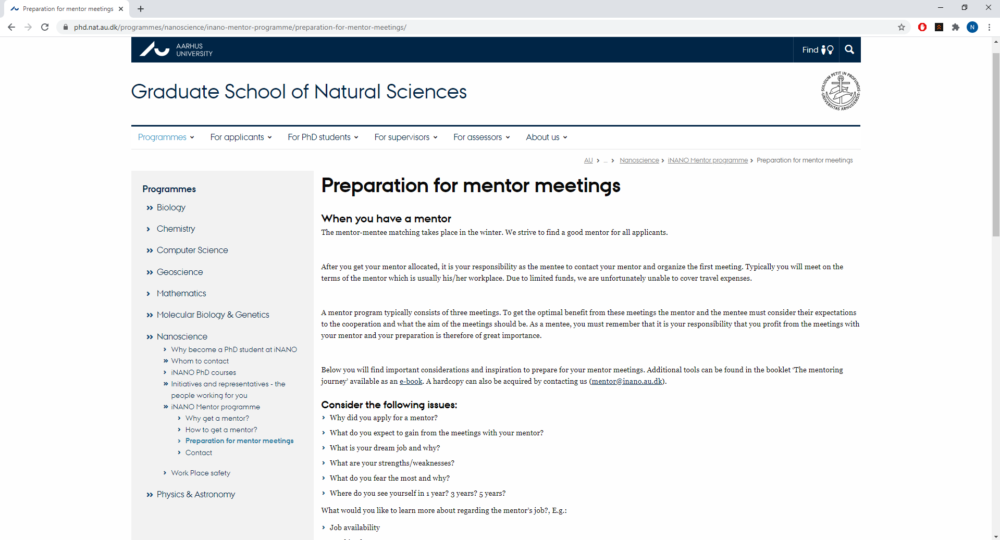 Preparation for mentor meetings
phd.nat.au.dk/programmes/nanoscience/inano-mentor-programme/preparation-for-mentor-meetings/
N
AARHUS
UNIVERSITY
Find
Graduate School of Natural Sciences
SOLIDUM PETIT IN PROFUNDIS
UNIVERSITAS ARHUSIENSIS
Programmes
For applicants
For PhD students
For supervisors
For assessors
About us
AU > ... > Nanoscience > iNANO Mentor programme > Preparation for mentor meetings
Programmes
Biology
Chemistry
Computer Science
Geoscience
Mathematics
Molecular Biology & Genetics
Nanoscience
Why become a PhD student at iNANO
Whom to contact
iNANO PhD courses
Initiatives and representatives - the
people working for you
iNANO Mentor programme
Why get a mentor?
How to get a mentor?
Preparation for mentor meetings
Contact
Work Place safety
Physics & Astronomy
Preparation for mentor meetings
When you have a mentor
The mentor-mentee matching takes place in the winter. We strive to find a good mentor for all applicants.
After you get your mentor allocated, it is your responsibility as the mentee to contact your mentor and organize the first meeting. Typically you will meet on the
terms of the mentor which is usually his/her workplace. Due to limited funds, we are unfortunately unable to cover travel expenses.
A mentor program typically consists of three meetings. To get the optimal benefit from these meetings the mentor and the mentee must consider their expectations
to the cooperation and what the aim of the meetings should be. As a mentee, you must remember that it is your responsibility that you profit from the meetings with
your mentor and your preparation is therefore of great importance.
Below you will find important considerations and inspiration to prepare for your mentor meetings. Additional tools can be found in the booklet ‘The mentoring
journey’ available as an e-book. A hardcopy can also be acquired by contacting us (mentor@inano.au.dk).
Consider the following issues:
Why did you apply for a mentor?
What do you expect to gain from the meetings with your mentor?
What is your dream job and why?
What are your strengths/weaknesses?
What do you fear the most and why?
Where do you see yourself in 1 year? 3 years? 5 years?
What would you like to learn more about regarding the mentor’s job?, E.g.:
Job availability